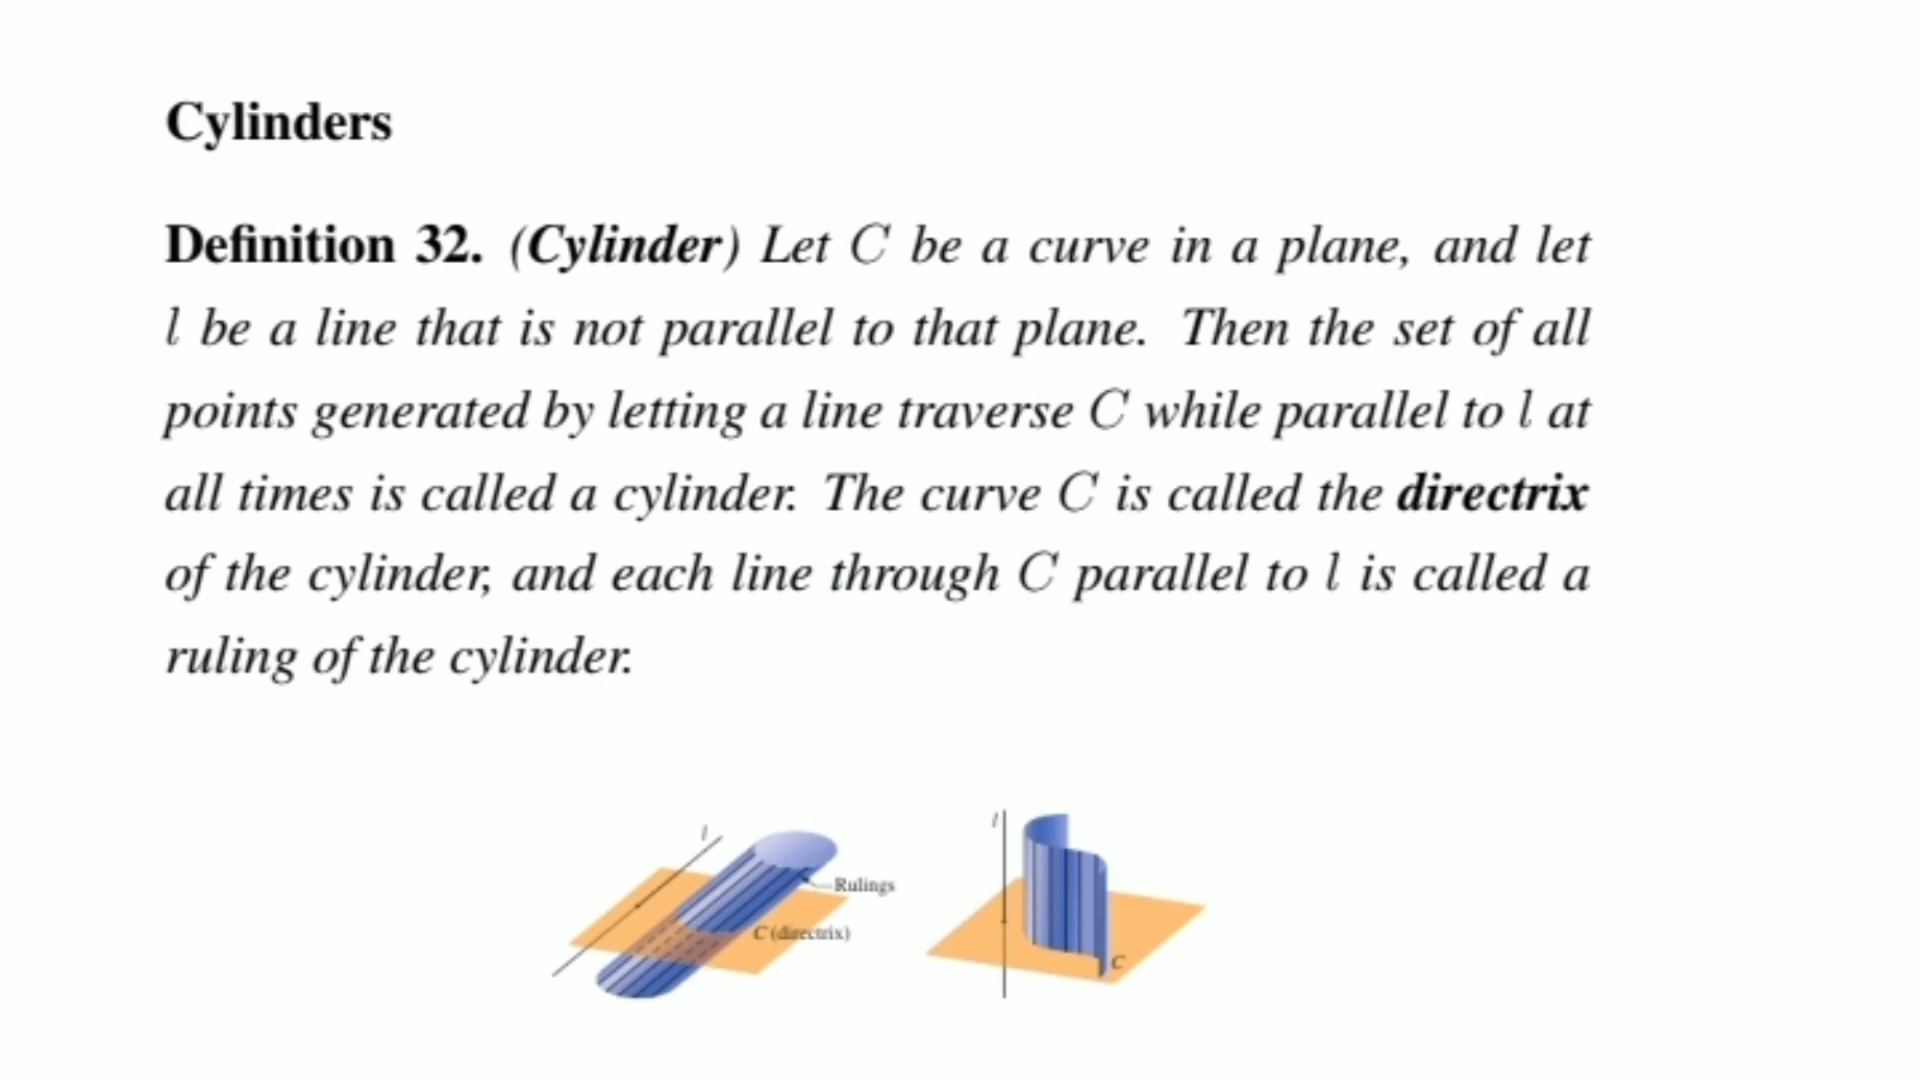 Cylinders
Definition 32. (Cylinder) Let C be a curve in a plane, and let
l be a line that is not parallel to that plane. Then the set of all
points generated by letting a line traverse C while parallel to l at
all times is called a cylinder. The curve C is called the directrix
of the cylinder, and each line through C parallel to l is called a
ruling of the cylinder.
l
Rulings
C (directrix)
l
C